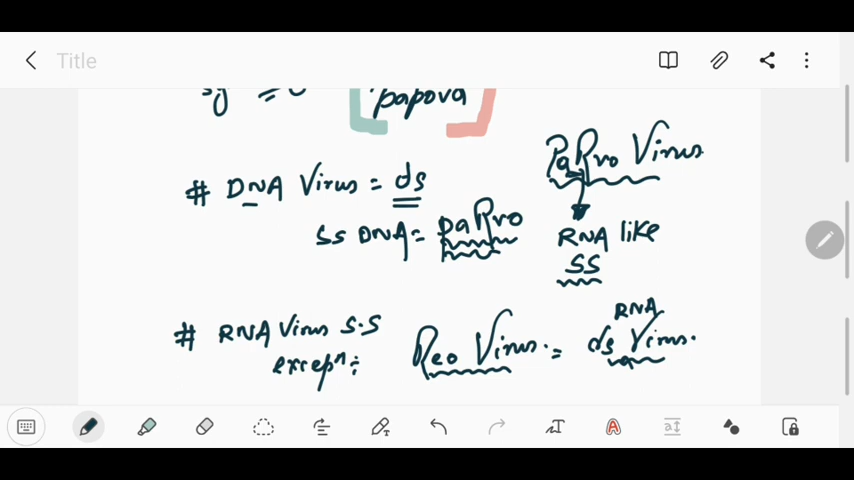 Title
papova
# DNA Virus = ds
PaRvo Virus
ss DNA = paRvo
RNA like
SS
# RNA Virus S.S
excepⁿ :
Reo Virus. = ds RNA Virus.